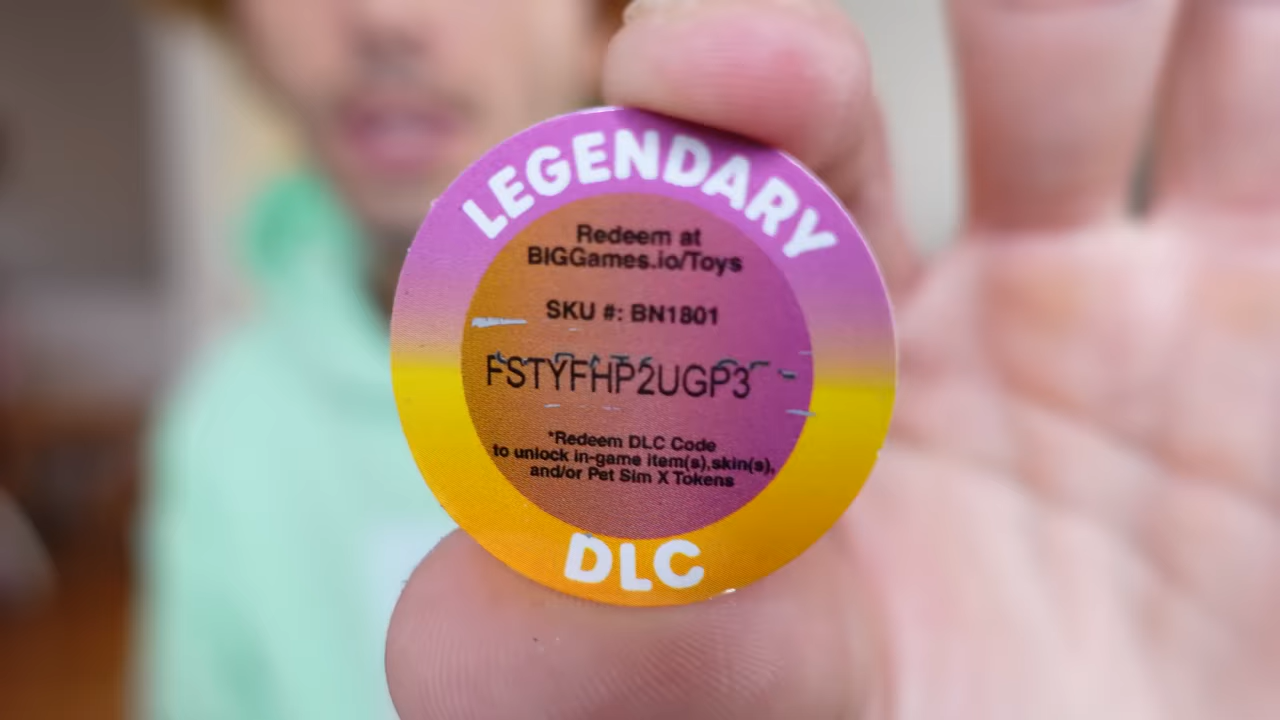 LEGENDARY
Redeem at
BIGGames.io/Toys
SKU #: BN1801
FSTYFHP2UGP3
*Redeem DLC Code
to unlock in-game item(s),skin(s),
and/or Pet Sim X Tokens
DLC